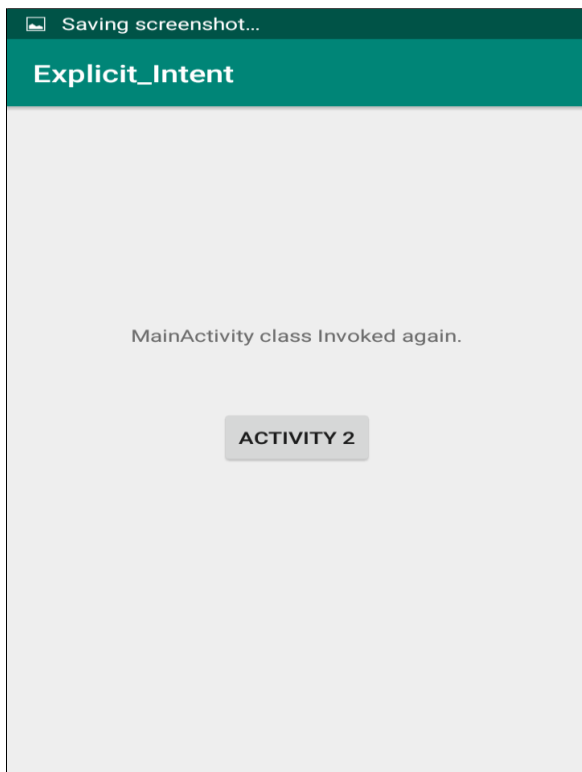 Saving screenshot...
Explicit_Intent
MainActivity class Invoked again.
ACTIVITY 2